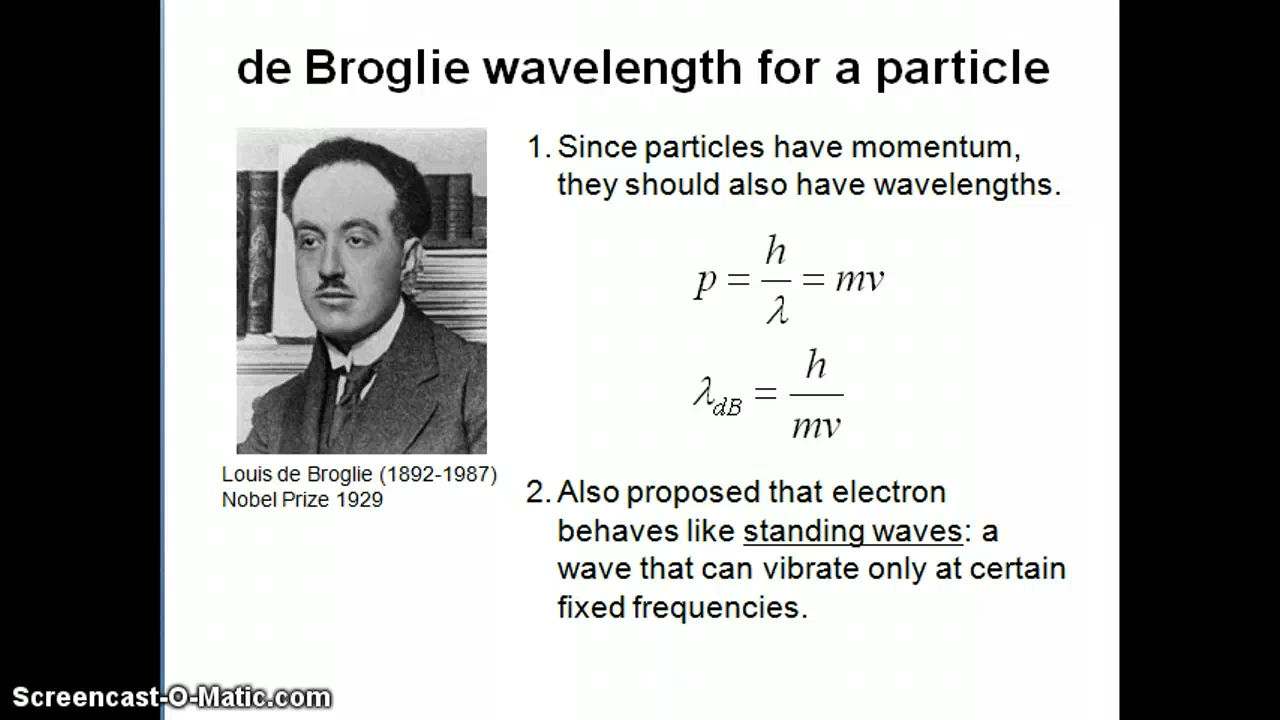 de Broglie wavelength for a particle
1. Since particles have momentum,
they should also have wavelengths.
p = h/λ = mv
λ_dB = h/mv
Louis de Broglie (1892-1987)
Nobel Prize 1929
2. Also proposed that electron
behaves like standing waves: a
wave that can vibrate only at certain
fixed frequencies.
Screencast-O-Matic.com